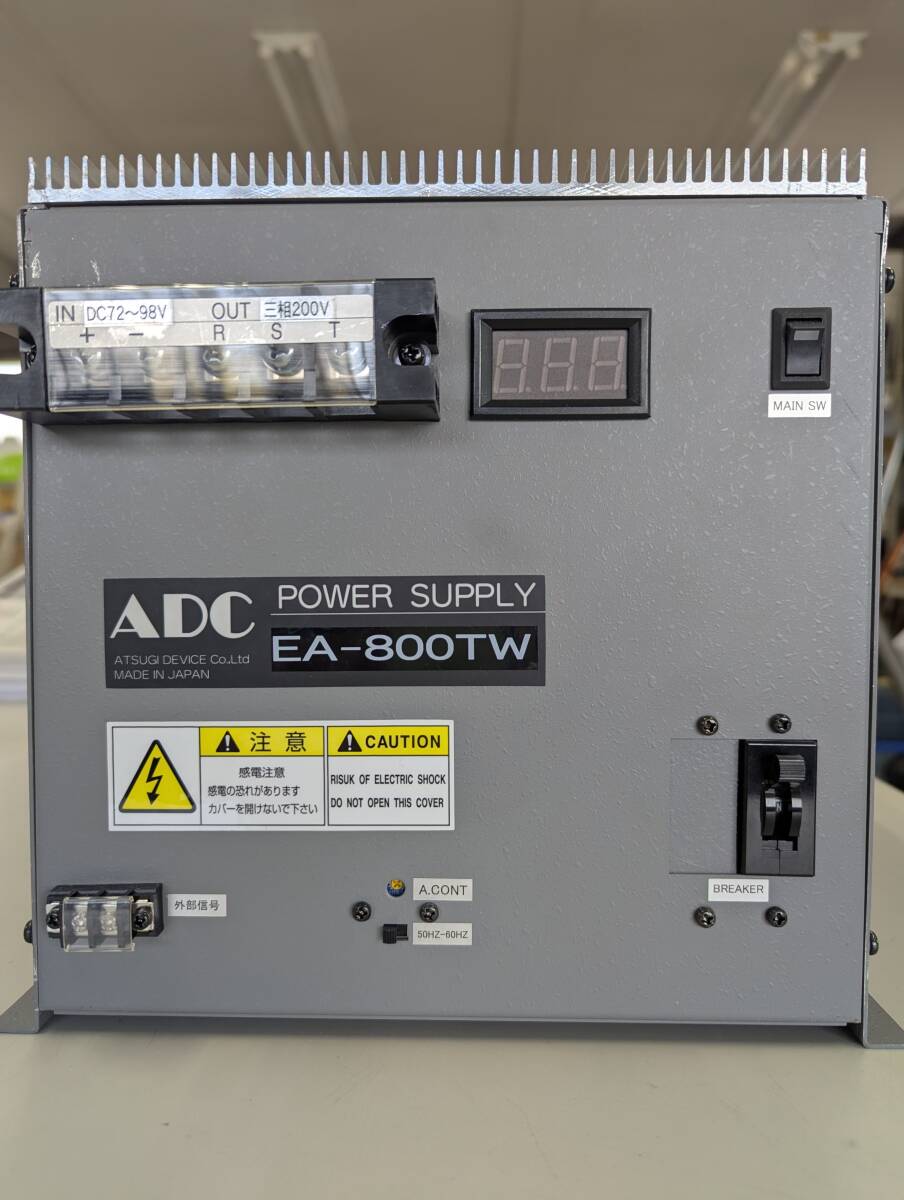 IN DC72～98V OUT 三相200V
+ − R S T
MAIN SW
ADC POWER SUPPLY
EA-800TW
ATSUGI DEVICE Co.,Ltd
MADE IN JAPAN
注意
感電注意
感電の恐れがあります
カバーを開けないで下さい
CAUTION
RISUK OF ELECTRIC SHOCK
DO NOT OPEN THIS COVER
外部信号
A.CONT
50HZ-60HZ
BREAKER